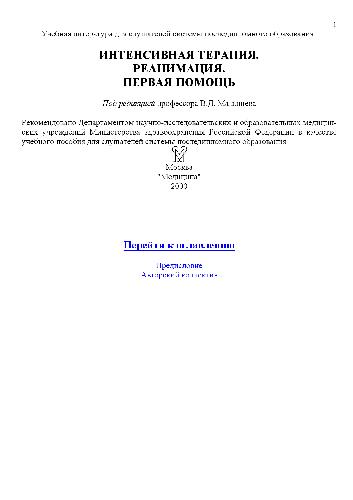 1
Учебная литература для слушателей системы последипломного образования
ИНТЕНСИВНАЯ ТЕРАПИЯ.
РЕАНИМАЦИЯ.
ПЕРВАЯ ПОМОЩЬ
Под редакцией профессора В.Д. Малышева
Рекомендовано Департаментом научно-исследовательских и образовательных медицин-
ских учреждений Министерства здравоохранения Российской Федерации в качестве
учебного пособия для слушателей системы последипломного образования
Москва
"Медицина"
2000
Перейти к оглавлению
Предисловие
Авторский коллектив